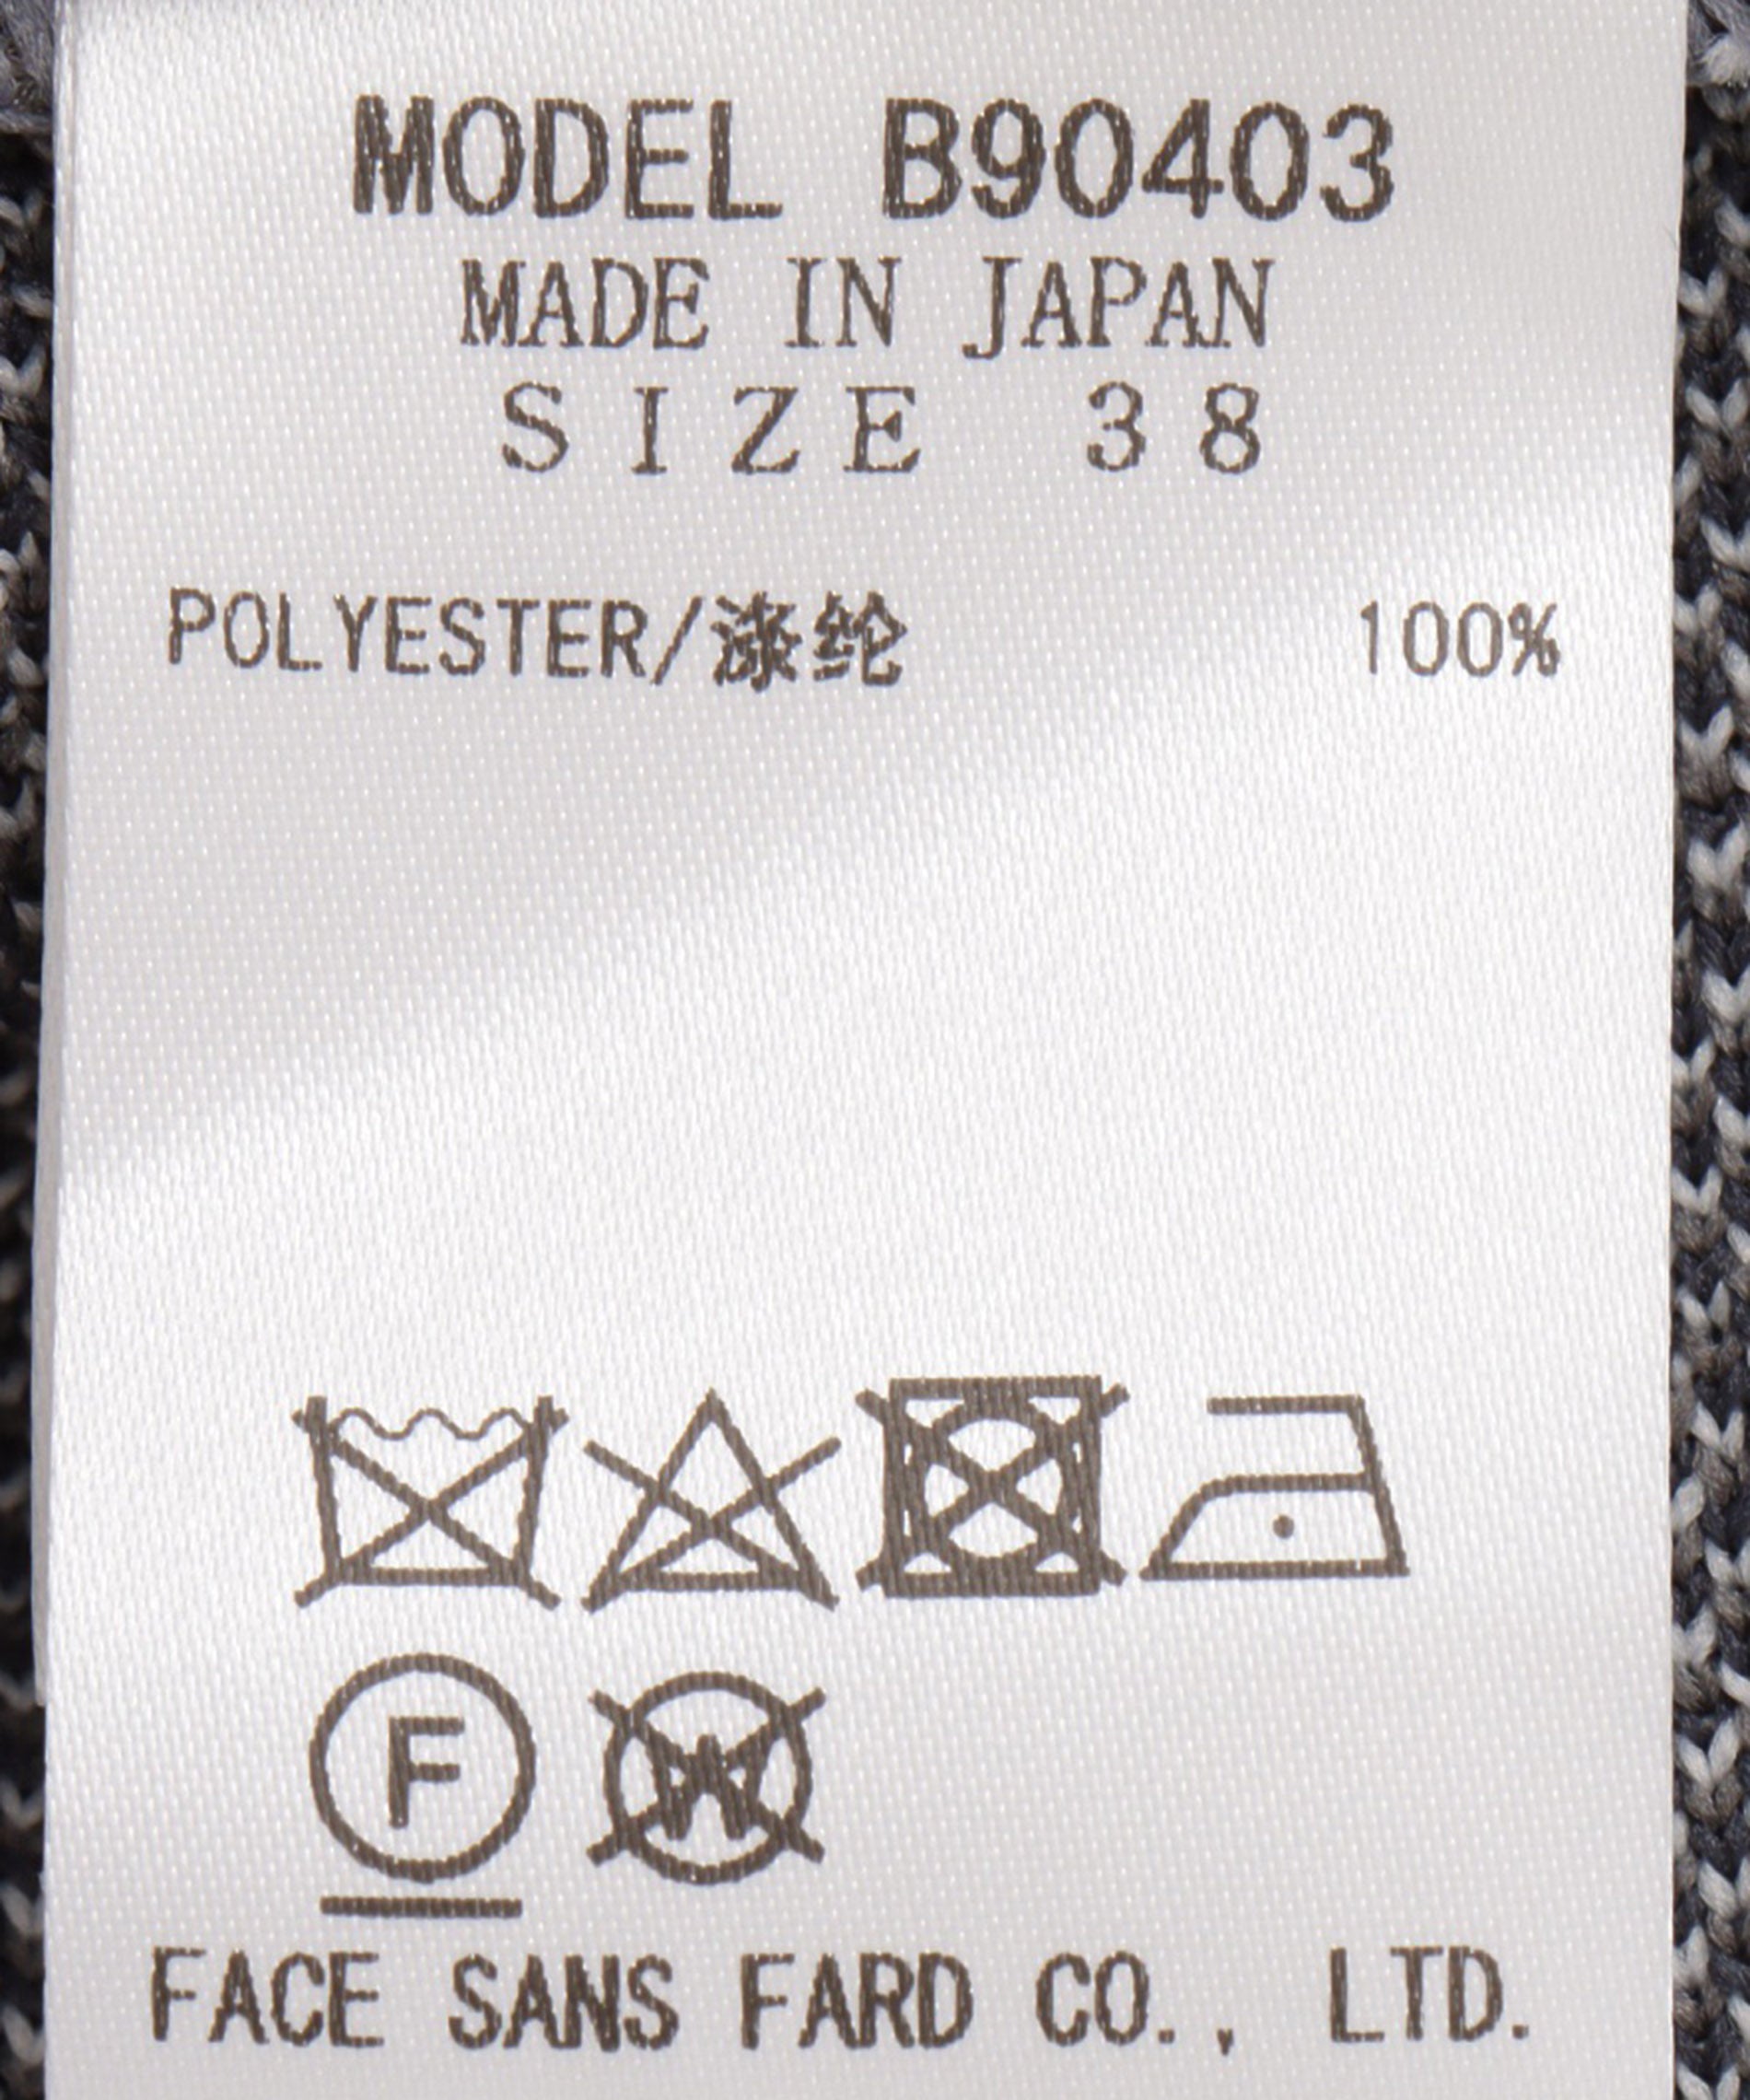 MODEL B90403
MADE IN JAPAN
SIZE 38
POLYESTER/涤纶 100%
F
W
FACE SANS FARD CO., LTD.